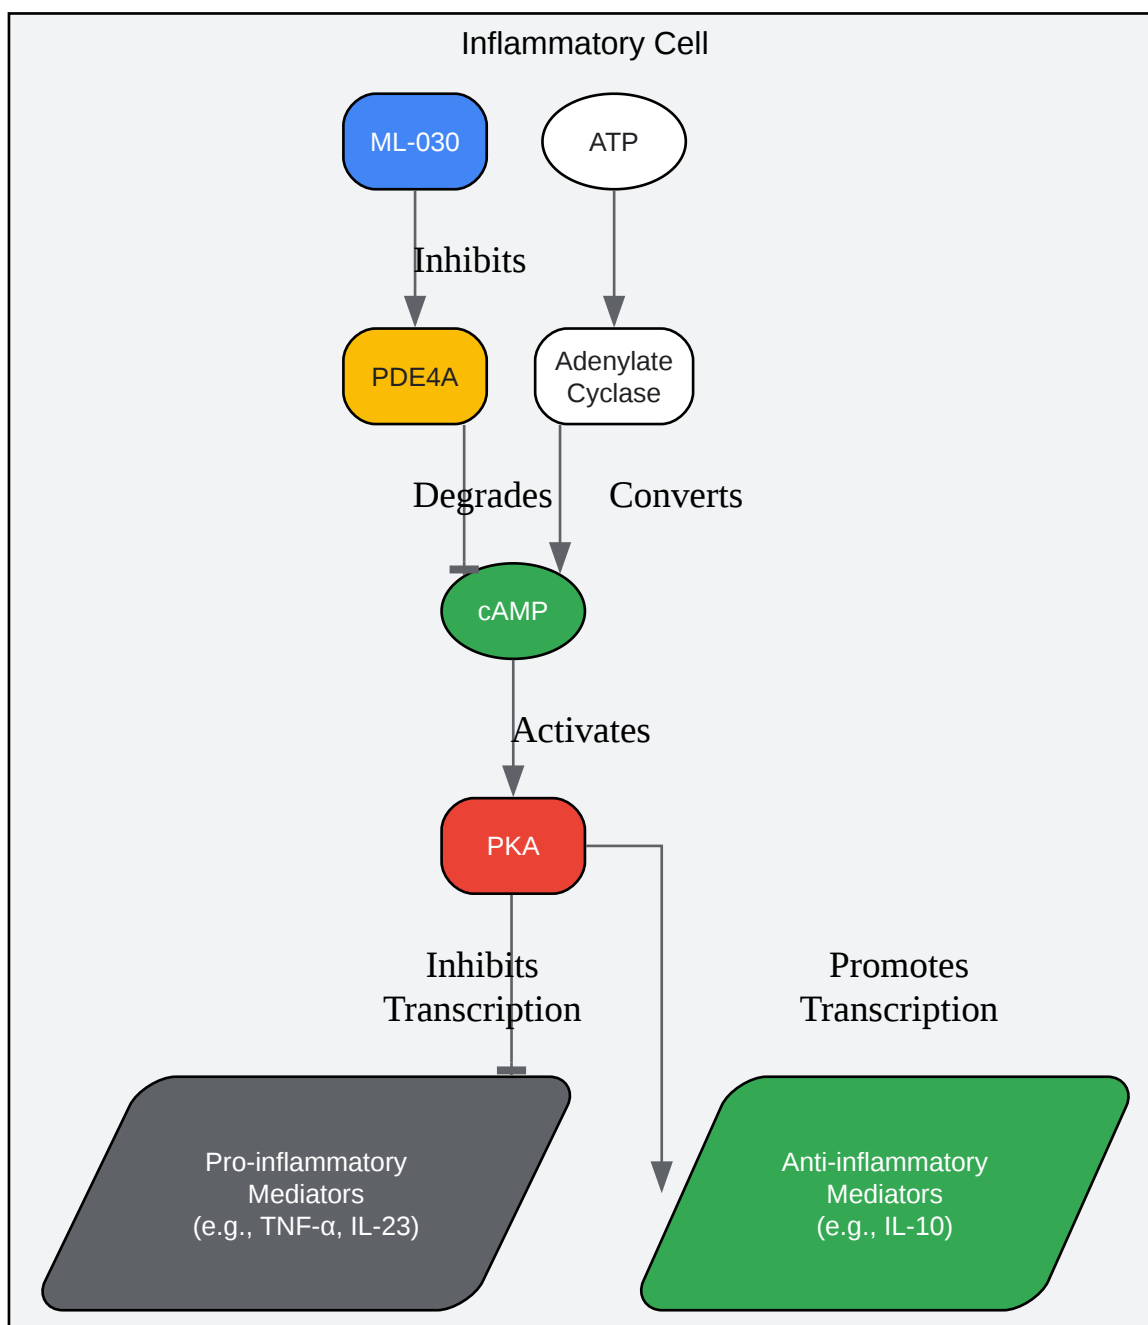 Inflammatory Cell
ML-030
ATP
Inhibits
PDE4A
Adenylate
Cyclase
Degrades
Converts
cAMP
Activates
PKA
Inhibits
Transcription
Promotes
Transcription
Pro-inflammatory
Mediators
(e.g., TNF-α, IL-23)
Anti-inflammatory
Mediators
(e.g., IL-10)